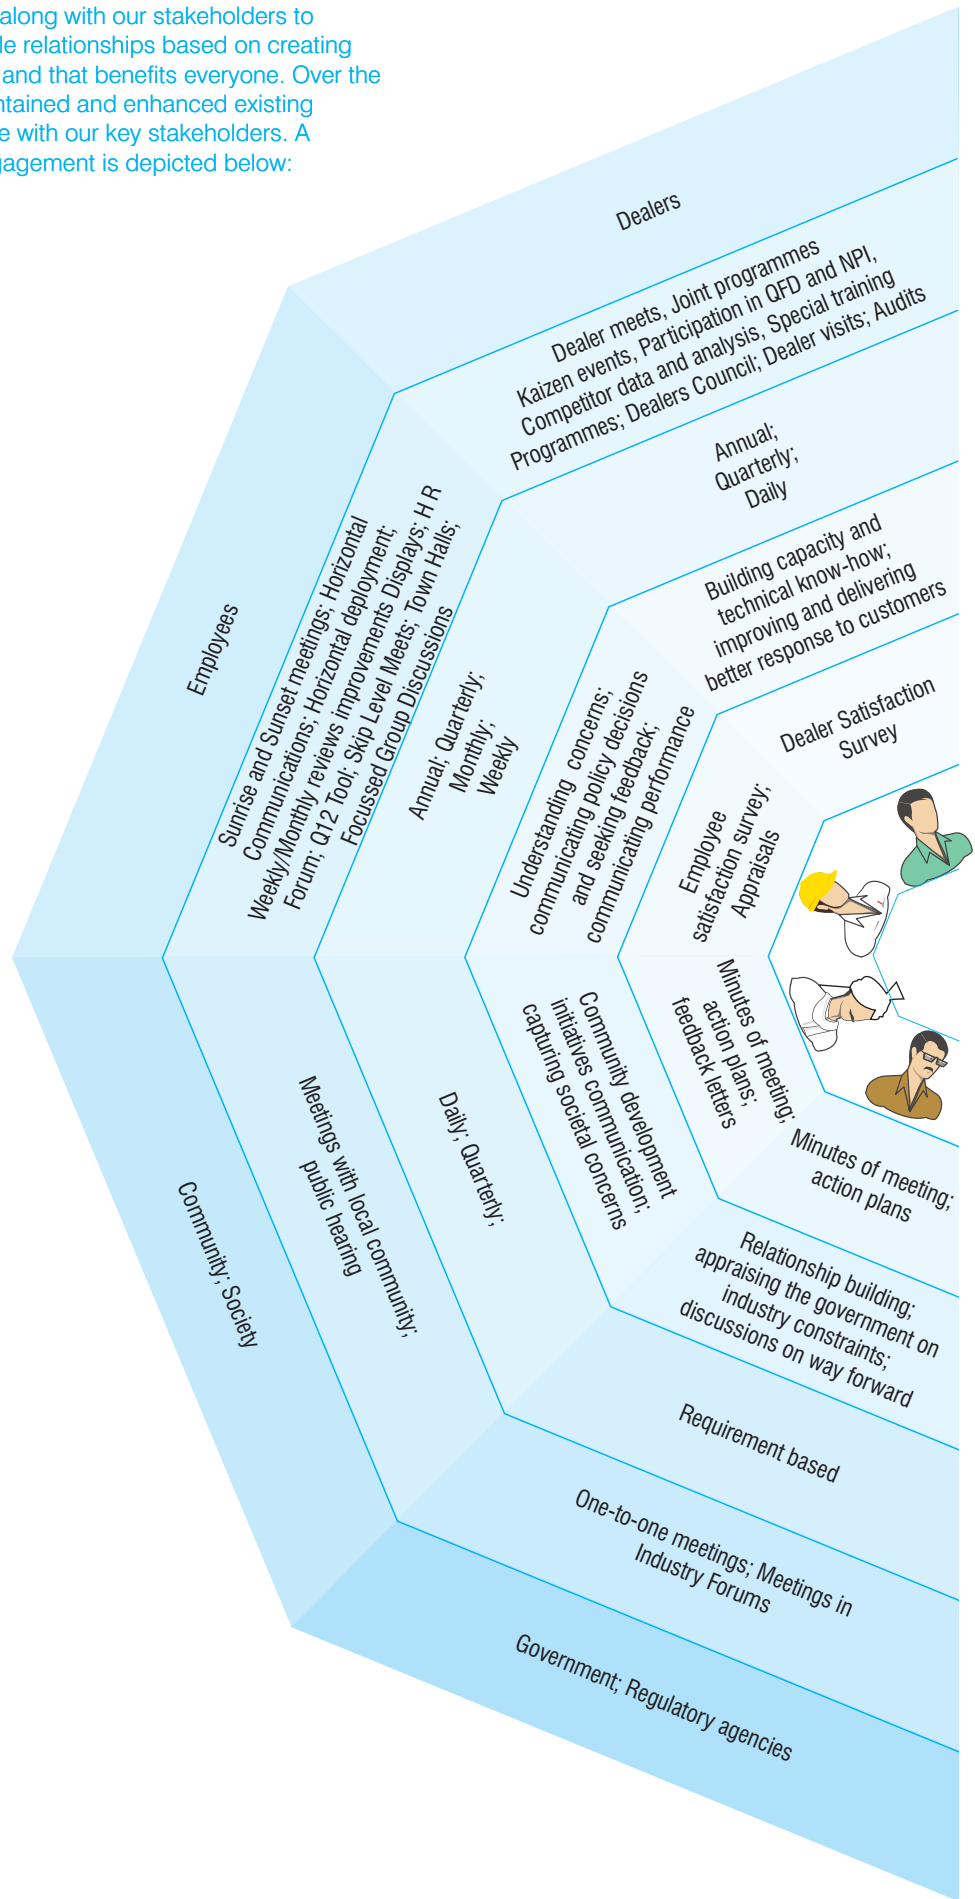 along with our stakeholders to
le relationships based on creating
and that benefits everyone. Over the
ntained and enhanced existing
e with our key stakeholders. A
gagement is depicted below:
Dealers
Dealer meets, Joint programmes
Kaizen events, Participation in QFD and NPI,
Competitor data and analysis, Special training
Programmes; Dealers Council; Dealer visits; Audits
Annual;
Quarterly;
Daily
Building capacity and
technical know-how;
improving and delivering
better response to customers
Dealer Satisfaction
Survey
Employees
Sunrise and Sunset meetings; Horizontal
Communications; Horizontal deployment;
Weekly/Monthly reviews improvements Displays; H R
Forum; Q12 Tool; Skip Level Meets; Town Halls;
Focussed Group Discussions
Annual; Quarterly;
Monthly;
Weekly
Understanding concerns;
communicating policy decisions
and seeking feedback;
communicating performance
Employee
satisfaction survey;
Appraisals
Community; Society
Meetings with local community;
public hearing
Daily; Quarterly;
Community development
initiatives communication;
capturing societal concerns
Minutes of meeting;
action plans;
feedback letters
Minutes of meeting;
action plans
Relationship building;
appraising the government on
industry constraints;
discussions on way forward
Requirement based
One-to-one meetings; Meetings in
Industry Forums
Government; Regulatory agencies